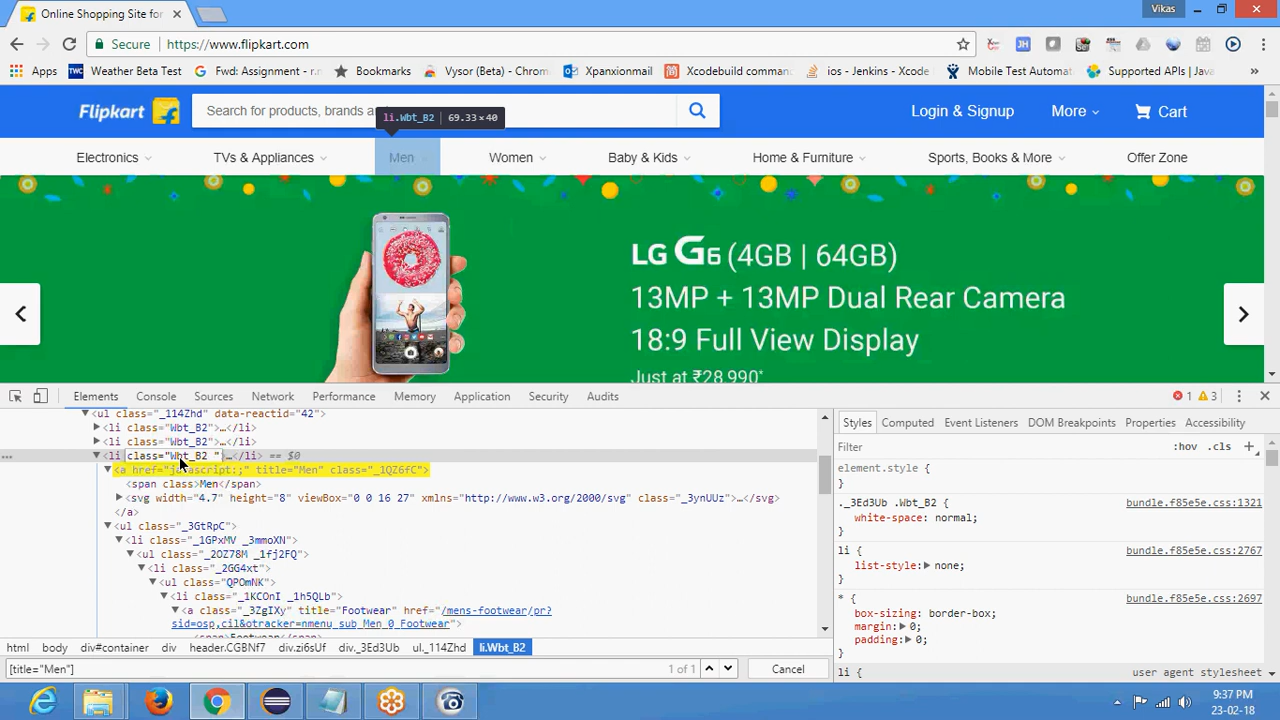 Online Shopping Site for
Vikas
Secure https://www.flipkart.com
JH
Apps Weather Beta Test Fwd: Assignment - r.n Bookmark Vysor (Beta) - Chrom Xpanxionmail Xcodebuild comman ios - Jenkins - Xcode Mobile Test Automat Supported APIs | Java »
Flipkart Search for products, brands a Login & Signup More Cart
li.Wbt_B2 69.33×40
Electronics TVs & Appliances Men Women Baby & Kids Home & Furniture Sports, Books & More Offer Zone
LG G6 (4GB | 64GB)
13MP + 13MP Dual Rear Camera
18:9 Full View Display
Just at ₹28,990*
Elements Console Sources Network Performance Memory Application Security Audits 1 3
<ul class="_114Zhd" data-reactid="42">
<li class="Wbt_B2">…</li>
<li class="Wbt_B2">…</li>
… <li class="Wbt_B2 ">…</li> == $0
<a href="javascript:;" title="Men" class="_1QZ6fC">
<span class>Men</span>
<svg width="4.7" height="8" viewBox="0 0 16 27" xmlns="http://www.w3.org/2000/svg" class="_3ynUUz">…</svg>
</a>
<ul class="_3GtRpC">
<li class="_1GPxMV _3mmoXN">
<ul class="_2OZ78M _1fj2FQ">
<li class="_2GG4xt">
<ul class="QPOmNK">
<li class="_1KCOnI _1h5QLb">
<a class="_3ZgIXy" title="Footwear" href="/mens-footwear/pr?
sid=osp,cil&otracker=nmenu_sub_Men_0_Footwear">
<span>Footwear</span>
html body div#container div header.CGBNf7 div.zi6sUf div._3Ed3Ub ul._114Zhd li.Wbt_B2
[title="Men"] 1 of 1 Cancel
Styles Computed Event Listeners DOM Breakpoints Properties Accessibility
Filter :hov .cls +
element.style {
}
._3Ed3Ub .Wbt_B2 { bundle.f85e5e.css:1321
white-space: normal;
}
li { bundle.f85e5e.css:2767
list-style: none;
}
* { bundle.f85e5e.css:2697
box-sizing: border-box;
margin: 0;
padding: 0;
}
li { user agent stylesheet
9:37 PM
23-02-18